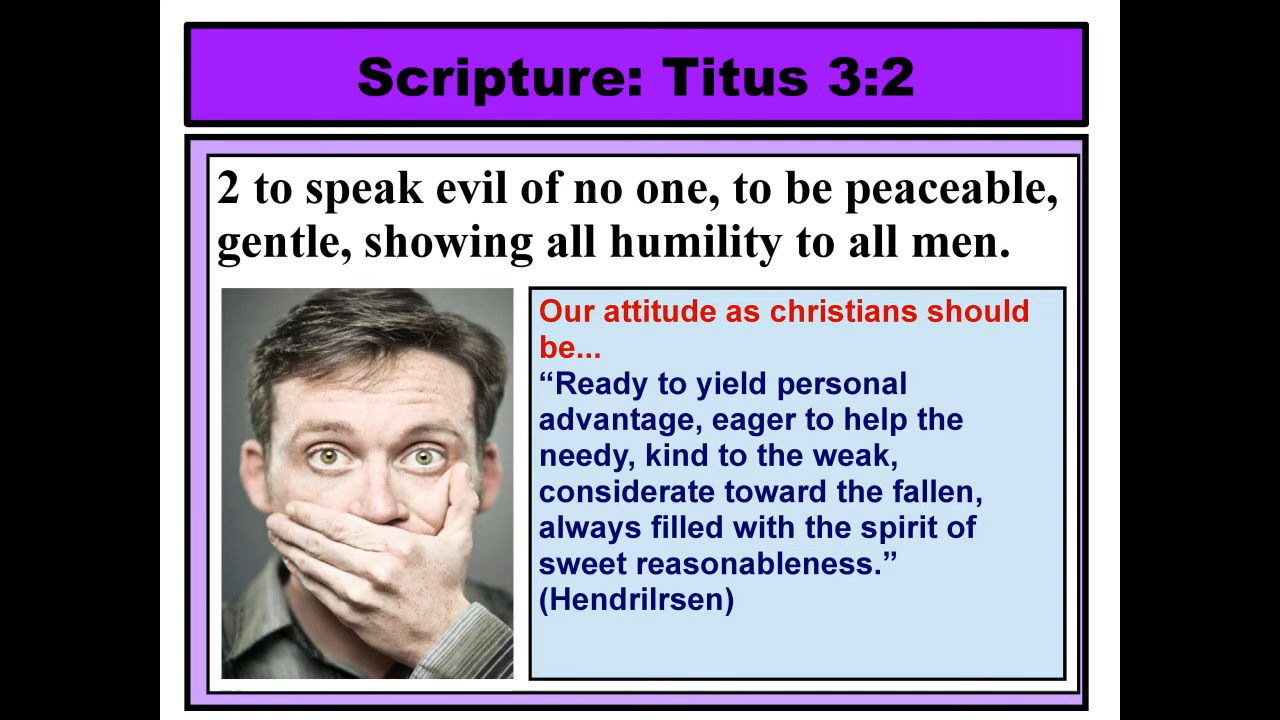 Scripture: Titus 3:2
2 to speak evil of no one, to be peaceable,
gentle, showing all humility to all men.
Our attitude as christians should
be...
“Ready to yield personal
advantage, eager to help the
needy, kind to the weak,
considerate toward the fallen,
always filled with the spirit of
sweet reasonableness.”
(Hendrilrsen)